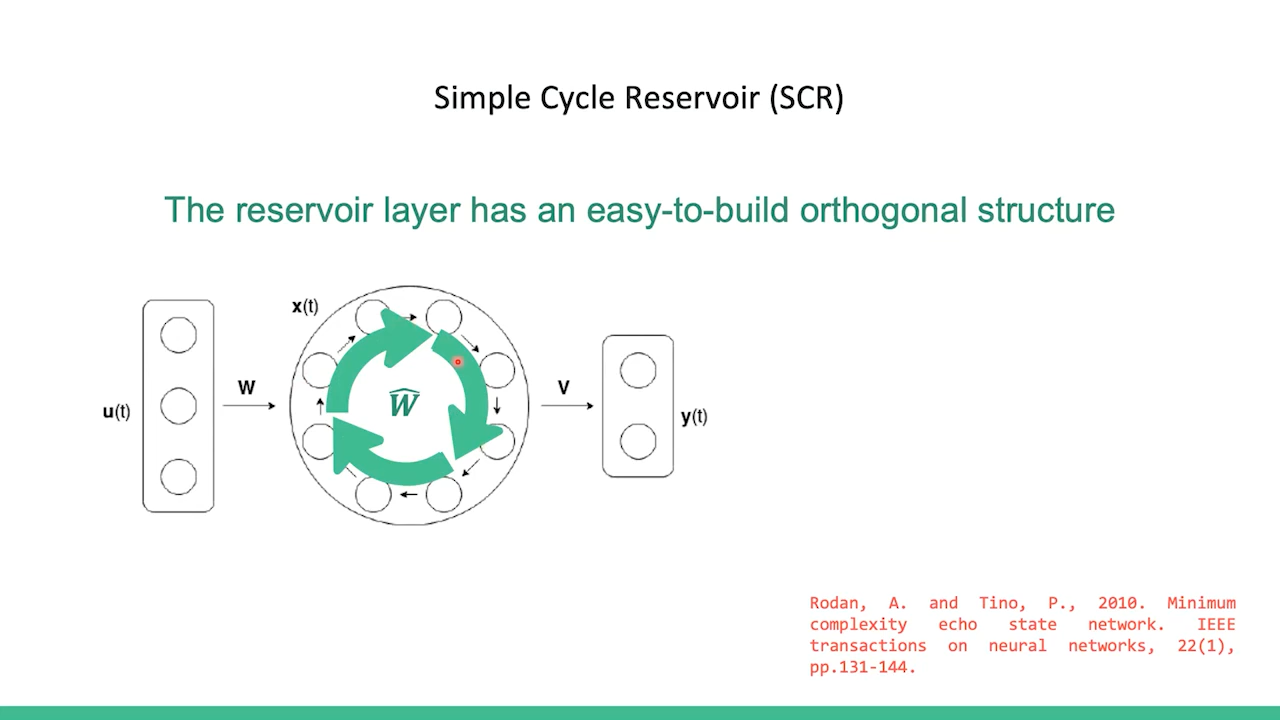 Simple Cycle Reservoir (SCR)
The reservoir layer has an easy-to-build orthogonal structure
x(t)
W
V
Ŵ
u(t)
y(t)
Rodan, A. and Tino, P., 2010. Minimum
complexity echo state network. IEEE
transactions on neural networks, 22(1),
pp.131-144.